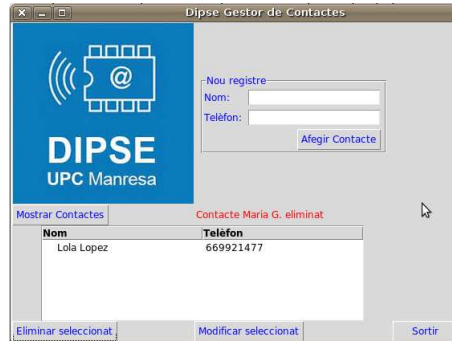 Dipse Gestor de Contactes
@
DIPSE
UPC Manresa
Nou registre
Nom:
Telèfon:
Afegir Contacte
Mostrar Contactes
Contacte Maria G. eliminat
Nom Telèfon
Lola Lopez 669921477
Eliminar seleccionat Modificar seleccionat Sortir